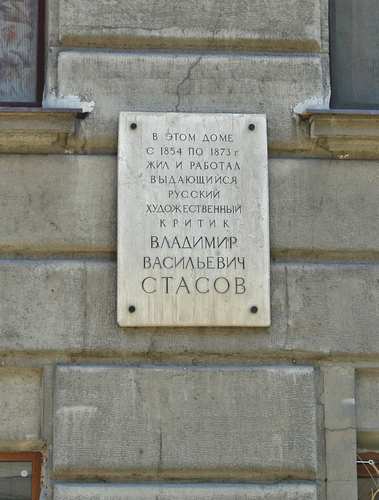 В ЭТОМ ДОМЕ
С 1854 ПО 1873 г
ЖИЛ И РАБОТАЛ
ВЫДАЮЩИЙСЯ
РУССКИЙ
ХУДОЖЕСТВЕННЫЙ
КРИТИК
ВЛАДИМИР
ВАСИЛЬЕВИЧ
СТАСОВ